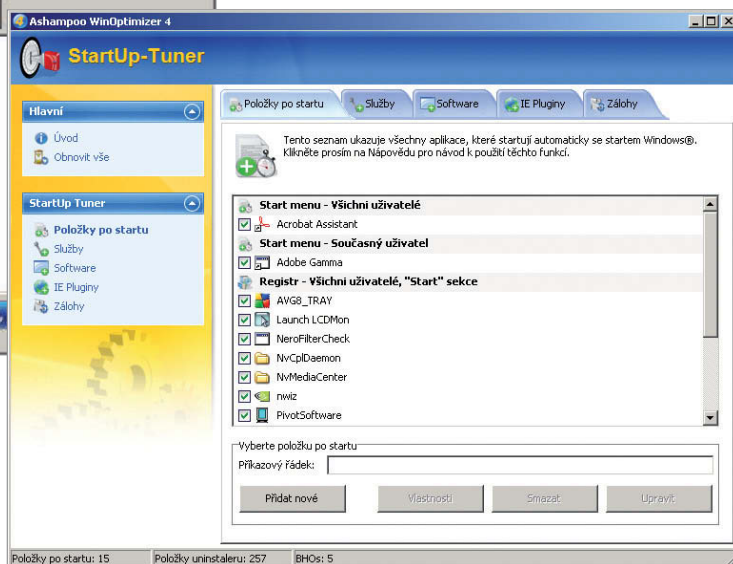 Ashampoo WinOptimizer 4
StartUp-Tuner
Hlavní
Úvod
Obnovit vše
StartUp Tuner
Položky po startu
Služby
Software
IE Pluginy
Zálohy
Položky po startu
Služby
Software
IE Pluginy
Zálohy
Tento seznam ukazuje všechny aplikace, které startují automaticky se startem Windows®.
Klikněte prosím na Nápovědu pro návod k použití těchto funkcí.
Start menu - Všichni uživatelé
Acrobat Assistant
Start menu - Současný uživatel
Adobe Gamma
Registr - Všichni uživatelé, "Start" sekce
AVG8_TRAY
Launch LCDMon
NeroFilterCheck
NvCplDaemon
NvMediaCenter
nwiz
PivotSoftware
Vyberte položku po startu
Příkazový řádek:
Přidat nové
Vlastnosti
Smazat
Upravit
Položky po startu: 15
Položky uninstaleru: 257
BHOs: 5